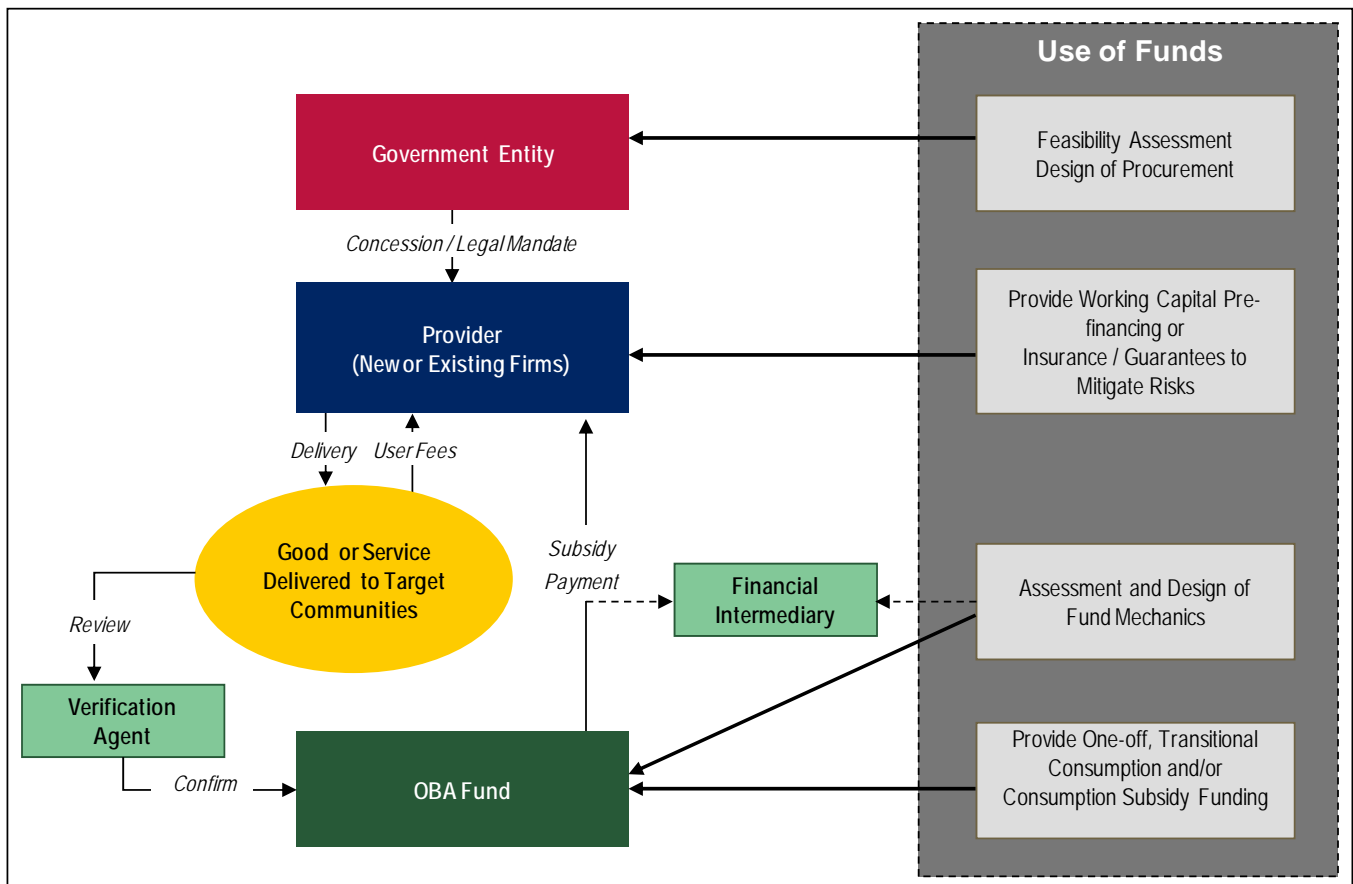 Use of Funds
Government Entity
Feasibility Assessment
Design of Procurement
Concession / Legal Mandate
Provider
(New or Existing Firms)
Provide Working Capital Pre-
financing or
Insurance / Guarantees to
Mitigate Risks
Delivery
User Fees
Good or Service
Delivered to Target
Communities
Subsidy
Payment
Financial
Intermediary
Assessment and Design of
Fund Mechanics
Review
Verification
Agent
Confirm
OBA Fund
Provide One-off, Transitional
Consumption and/or
Consumption Subsidy Funding